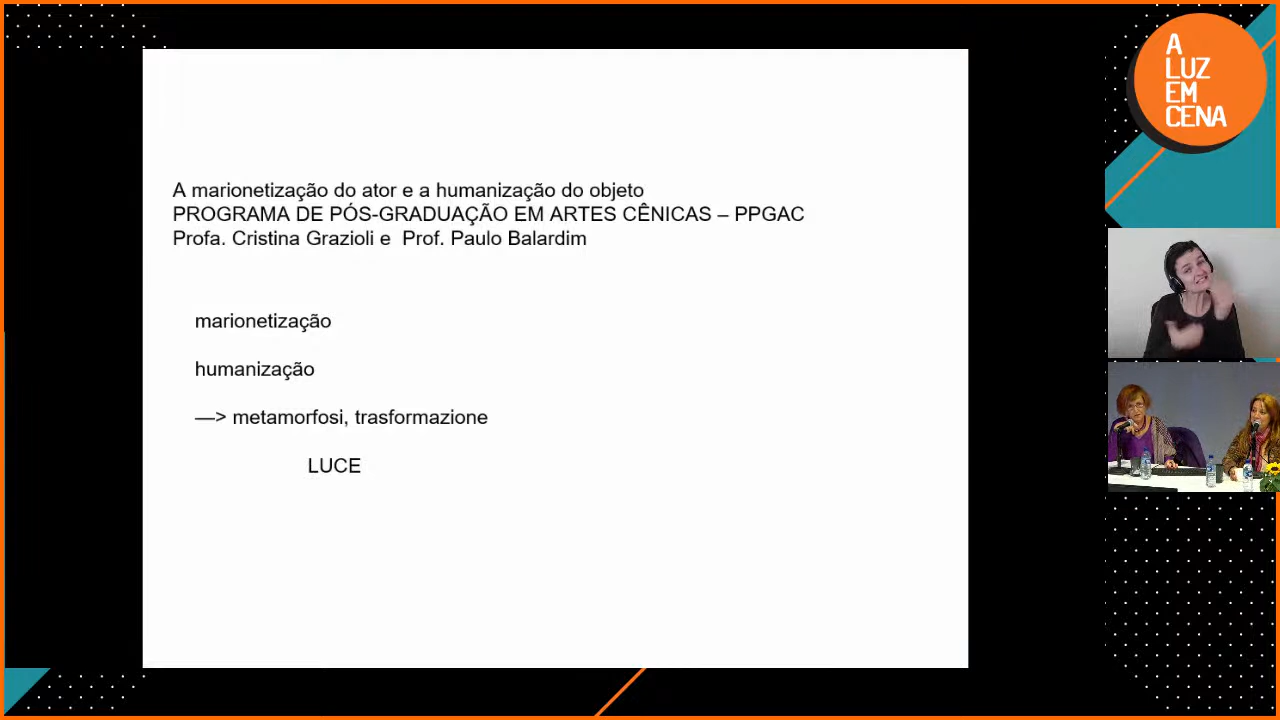 A marionetização do ator e a humanização do objeto
PROGRAMA DE PÓS-GRADUAÇÃO EM ARTES CÊNICAS – PPGAC
Profa. Cristina Grazioli e  Prof. Paulo Balardim
marionetização
humanização
—> metamorfosi, trasformazione
LUCE
A
LUZ
EM
CENA